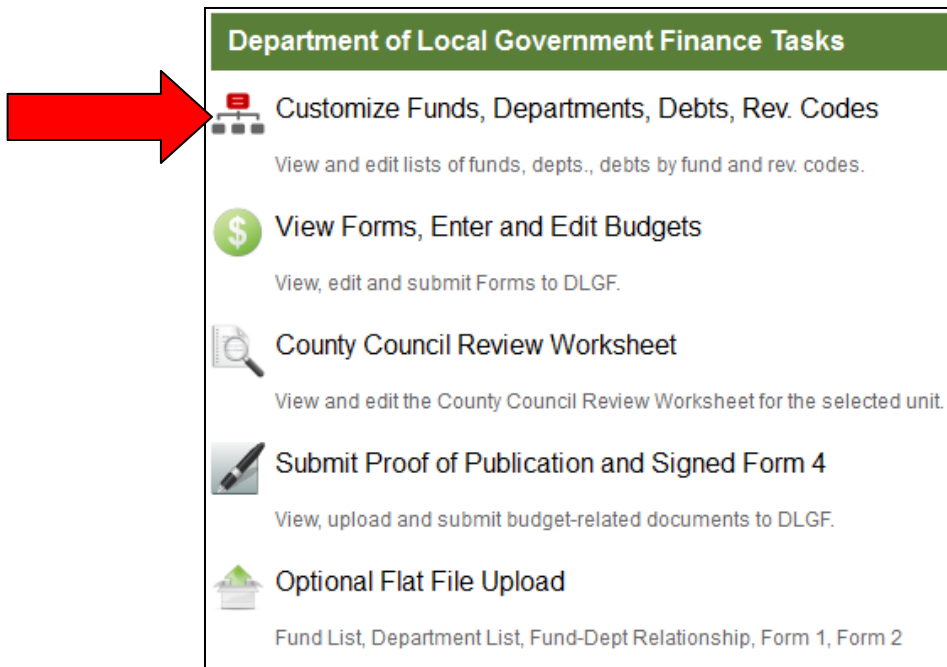 Department of Local Government Finance Tasks
Customize Funds, Departments, Debts, Rev. Codes
View and edit lists of funds, depts., debts by fund and rev. codes.
$
View Forms, Enter and Edit Budgets
View, edit and submit Forms to DLGF.
County Council Review Worksheet
View and edit the County Council Review Worksheet for the selected unit.
Submit Proof of Publication and Signed Form 4
View, upload and submit budget-related documents to DLGF.
Optional Flat File Upload
Fund List, Department List, Fund-Dept Relationship, Form 1, Form 2